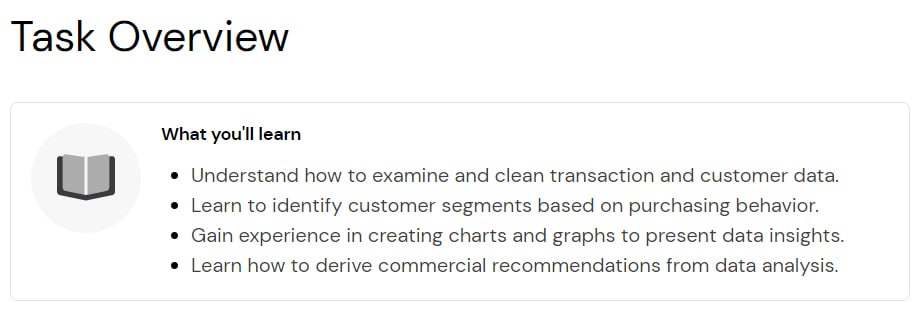 Task Overview
What you'll learn
Understand how to examine and clean transaction and customer data.
Learn to identify customer segments based on purchasing behavior.
Gain experience in creating charts and graphs to present data insights.
Learn how to derive commercial recommendations from data analysis.